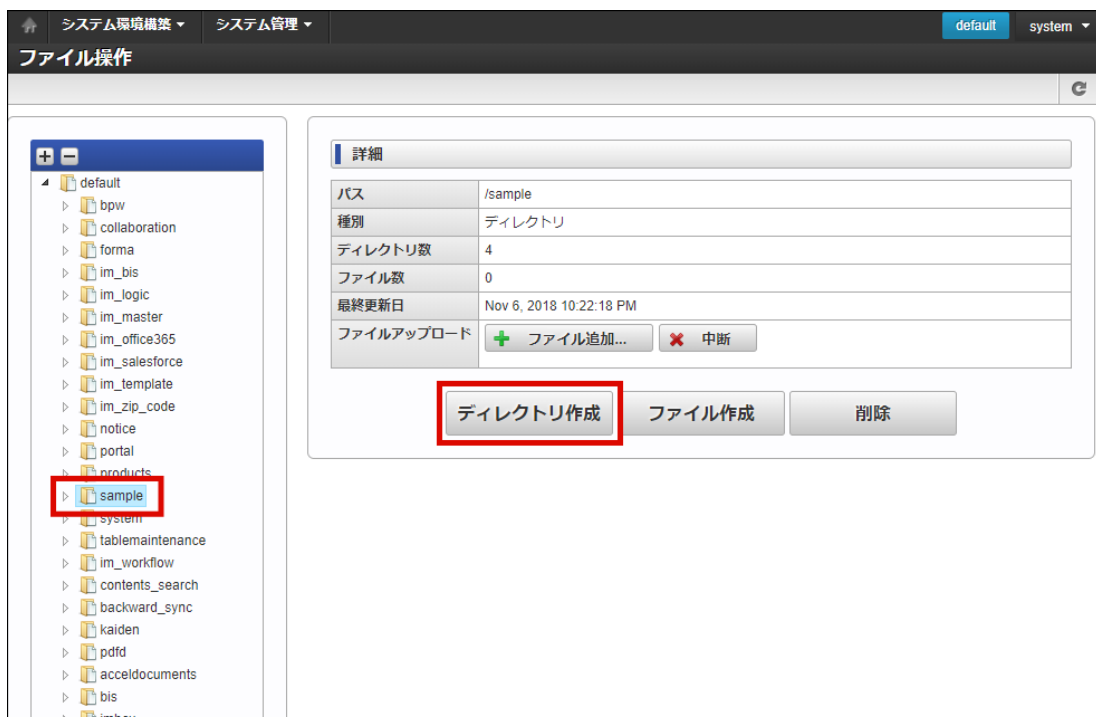 システム環境構築 システム管理 default system
ファイル操作
default
bpw
collaboration
forma
im_bis
im_logic
im_master
im_office365
im_salesforce
im_template
im_zip_code
notice
portal
products
sample
system
tablemaintenance
im_workflow
contents_search
backward_sync
kaiden
pdfd
acceldocuments
bis
詳細
パス /sample
種別 ディレクトリ
ディレクトリ数 4
ファイル数 0
最終更新日 Nov 6, 2018 10:22:18 PM
ファイルアップロード ファイル追加... 中断
ディレクトリ作成 ファイル作成 削除